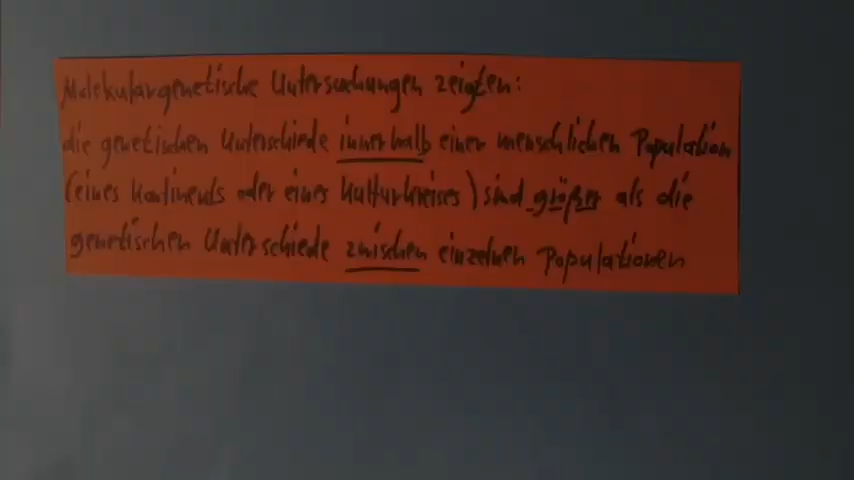 Molekulargenetische Untersuchungen zeigten:
die genetischen Unterschiede innerhalb einer menschlichen Population
(eines Kontinents oder eines Kulturkreises) sind größer als die
genetischen Unterschiede zwischen einzelnen Populationen